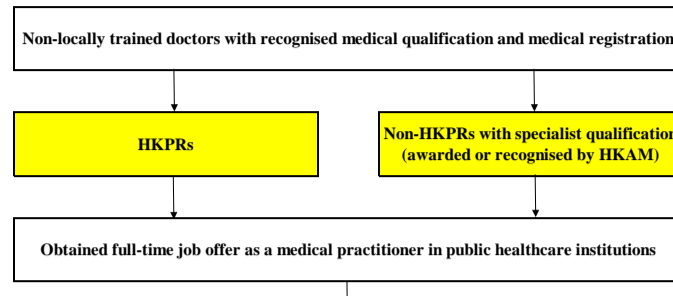 Non-locally trained doctors with recognised medical qualification and medical registration
HKPRs
Non-HKPRs with specialist qualification
(awarded or recognised by HKAM)
Obtained full-time job offer as a medical practitioner in public healthcare institutions